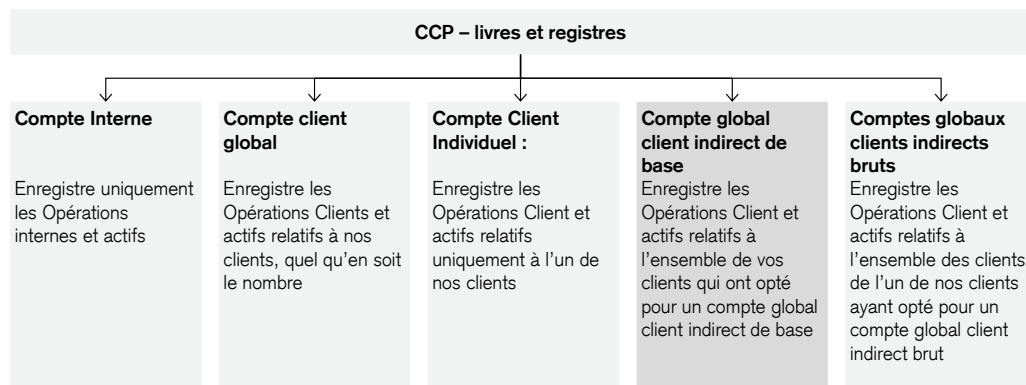 CCP – livres et registres
Compte Interne
Enregistre uniquement
les Opérations
internes et actifs
Compte client
global
Enregistre les
Opérations Clients et
actifs relatifs à nos
clients, quel qu'en soit
le nombre
Compte Client
Individuel :
Enregistre les
Opérations Client et
actifs relatifs
uniquement à l'un de
nos clients
Compte global
client indirect de
base
Enregistre les
Opérations Client et
actifs relatifs à
l'ensemble de vos
clients qui ont opté
pour un compte global
client indirect de base
Comptes globaux
clients indirects
bruts
Enregistre les
Opérations Client et
actifs relatifs à
l'ensemble des clients
de l'un de nos clients
ayant opté pour un
compte global client
indirect brut